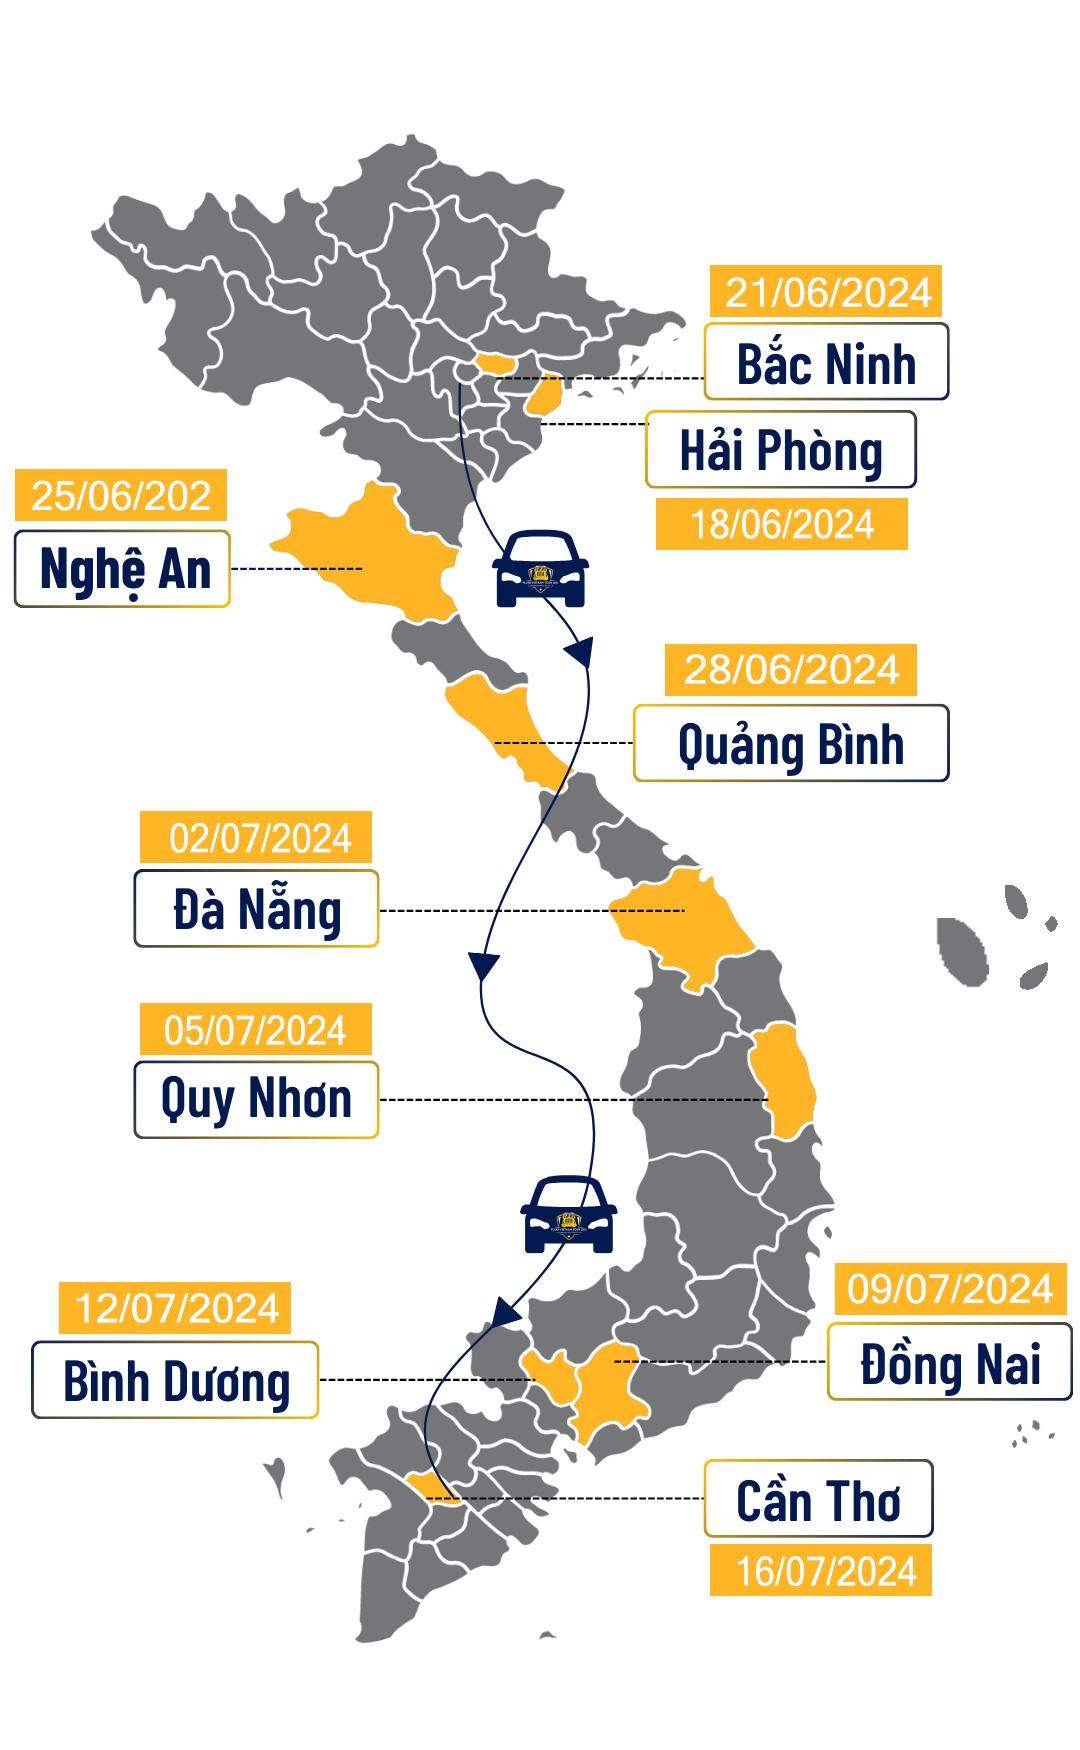 21/06/2024
Bắc Ninh
Hải Phòng
18/06/2024
25/06/202
Nghệ An
28/06/2024
Quảng Bình
02/07/2024
Đà Nẵng
05/07/2024
Quy Nhơn
09/07/2024
Đồng Nai
12/07/2024
Bình Dương
Cần Thơ
16/07/2024